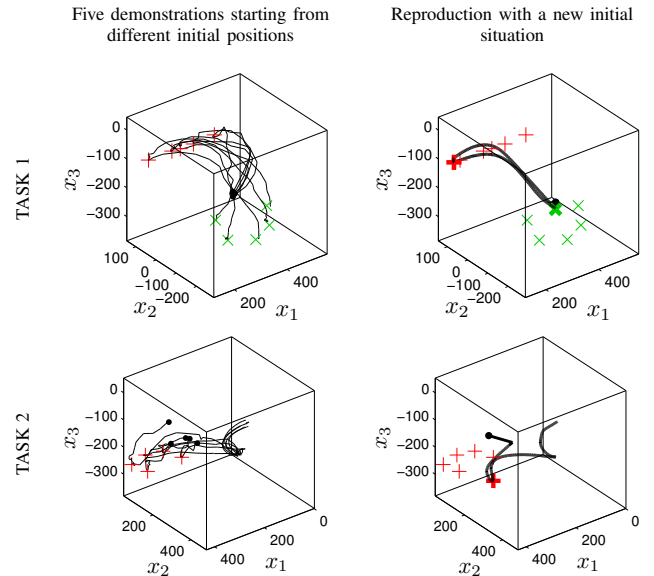 Five demonstrations starting from
different initial positions
Reproduction with a new initial
situation
TASK 1
0
−100
−200
−300
x3
100
0
−100
−200
x2
200
400
x1
0
−100
−200
−300
x3
100
0
−100
−200
x2
200
400
x1
TASK 2
0
−100
−200
−300
x3
200
400
x2
400
200
0
x1
0
−100
−200
−300
x3
200
400
x2
400
200
0
x1